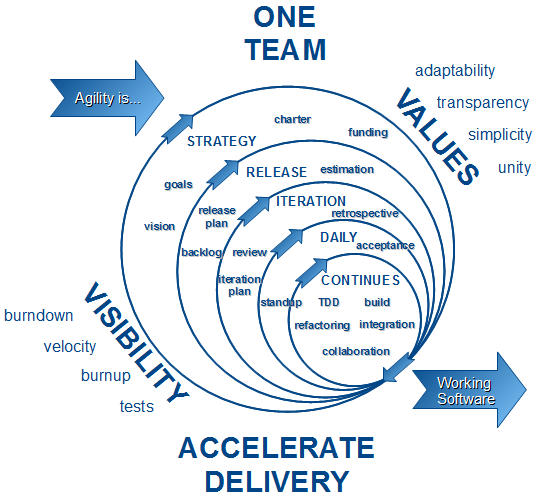 ONE
TEAM
Agility is...
adaptability
transparency
simplicity
unity
VALUES
charter
funding
STRATEGY
RELEASE
estimation
goals
ITERATION
release
plan
retrospective
vision
DAILY
backlog
review
acceptance
iteration
plan
CONTINUES
standup
TDD
build
refactoring
integration
collaboration
VISIBILITY
burndown
velocity
burnup
tests
Working
Software
ACCELERATE
DELIVERY